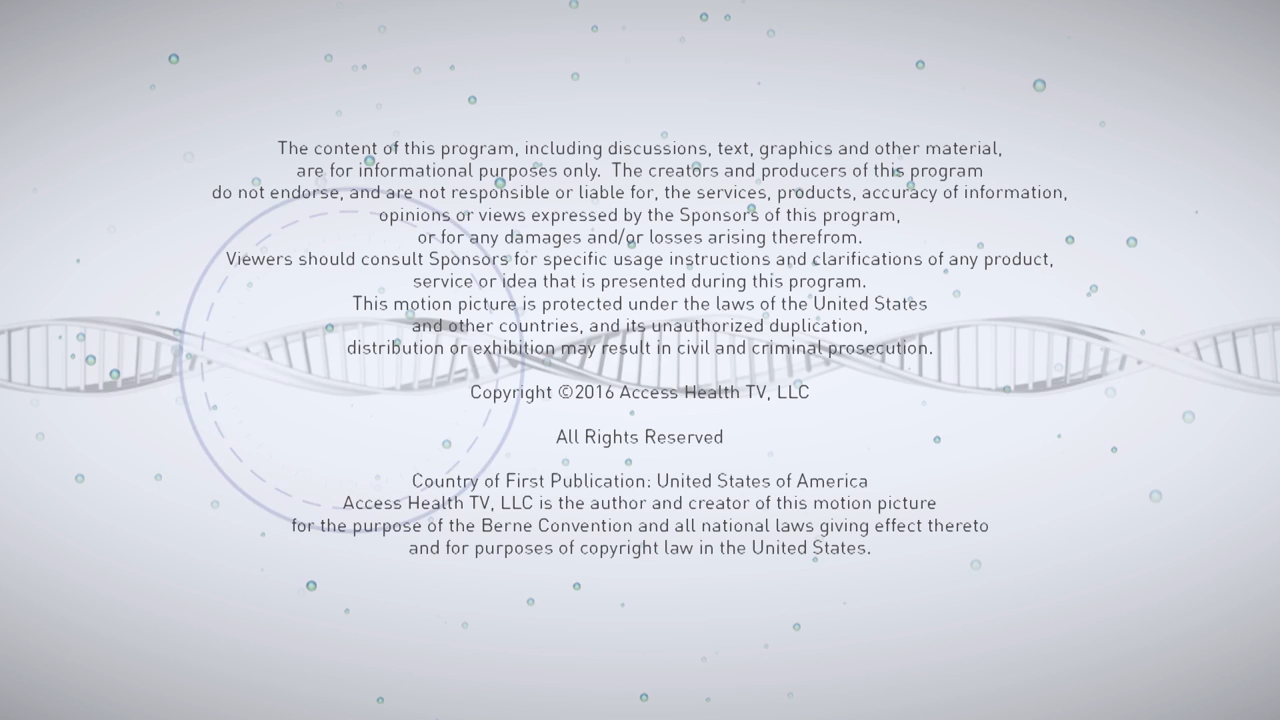 The content of this program, including discussions, text, graphics and other material,
are for informational purposes only. The creators and producers of this program
do not endorse, and are not responsible or liable for, the services, products, accuracy of information,
opinions or views expressed by the Sponsors of this program,
or for any damages and/or losses arising therefrom.
Viewers should consult Sponsors for specific usage instructions and clarifications of any product,
service or idea that is presented during this program.
This motion picture is protected under the laws of the United States
and other countries, and its unauthorized duplication,
distribution or exhibition may result in civil and criminal prosecution.
Copyright ©2016 Access Health TV, LLC
All Rights Reserved
Country of First Publication: United States of America
Access Health TV, LLC is the author and creator of this motion picture
for the purpose of the Berne Convention and all national laws giving effect thereto
and for purposes of copyright law in the United States.